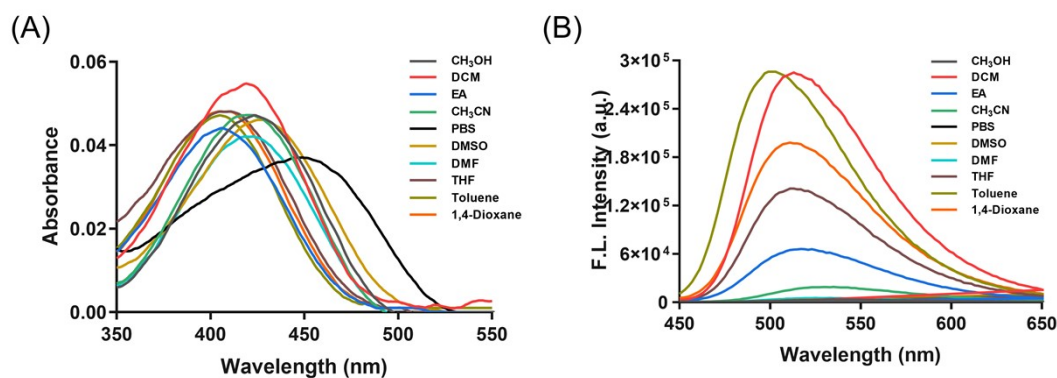 (A)
Absorbance
0.06
0.04
0.02
0.00
350
400
450
500
550
Wavelength (nm)
CH₃OH
DCM
EA
CH₃CN
PBS
DMSO
DMF
THF
Toluene
1,4-Dioxane
(B)
F.L. Intensity (a.u.)
3×10⁵
2.4×10⁵
1.8×10⁵
1.2×10⁵
6×10⁴
0
450
500
550
600
650
Wavelength (nm)
CH₃OH
DCM
EA
CH₃CN
PBS
DMSO
DMF
THF
Toluene
1,4-Dioxane